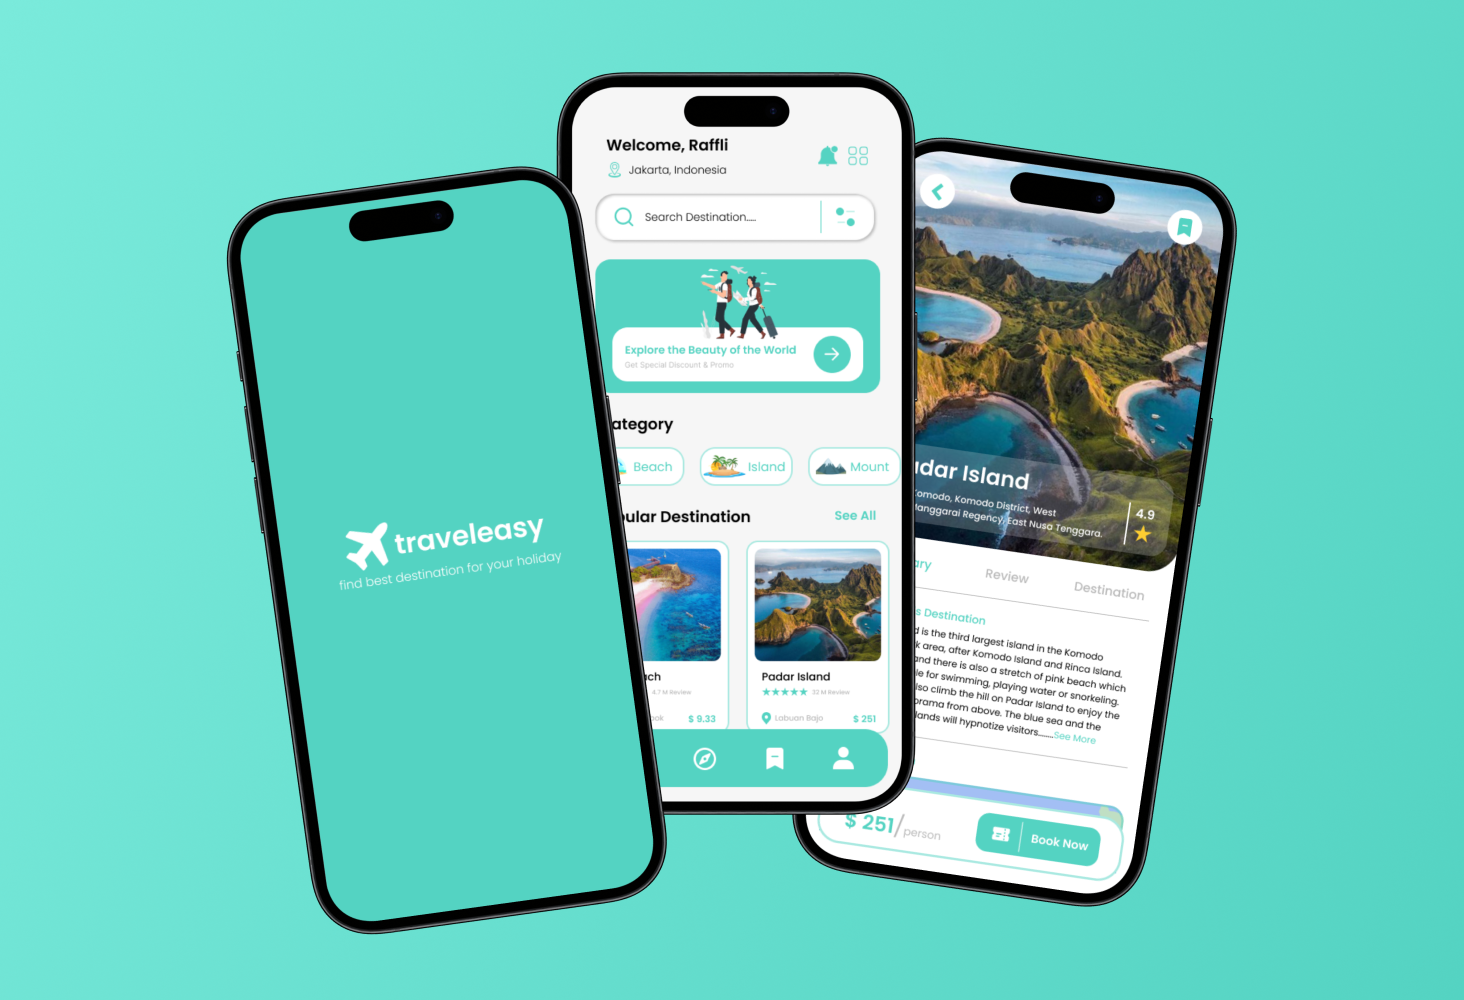 traveleasy
find best destination for your holiday
Welcome, Raffli
Jakarta, Indonesia
Search Destination.....
Explore the Beauty of the World
Get Special Discount & Promo
ategory
Beach
Island
Mount
ular Destination
See All
ach
4.7 M Review
ok
$ 9.33
Padar Island
32 M Review
Labuan Bajo
$ 251
adar Island
omodo, Komodo District, West
anggarai Regency, East Nusa Tenggara.
4.9
ary
Review
Destination
s Destination
d is the third largest island in the Komodo
k area, after Komodo Island and Rinca Island.
and there is also a stretch of pink beach which
le for swimming, playing water or snorkeling.
lso climb the hill on Padar Island to enjoy the
orama from above. The blue sea and the
lands will hypnotize visitors........See More
$ 251/person
Book Now